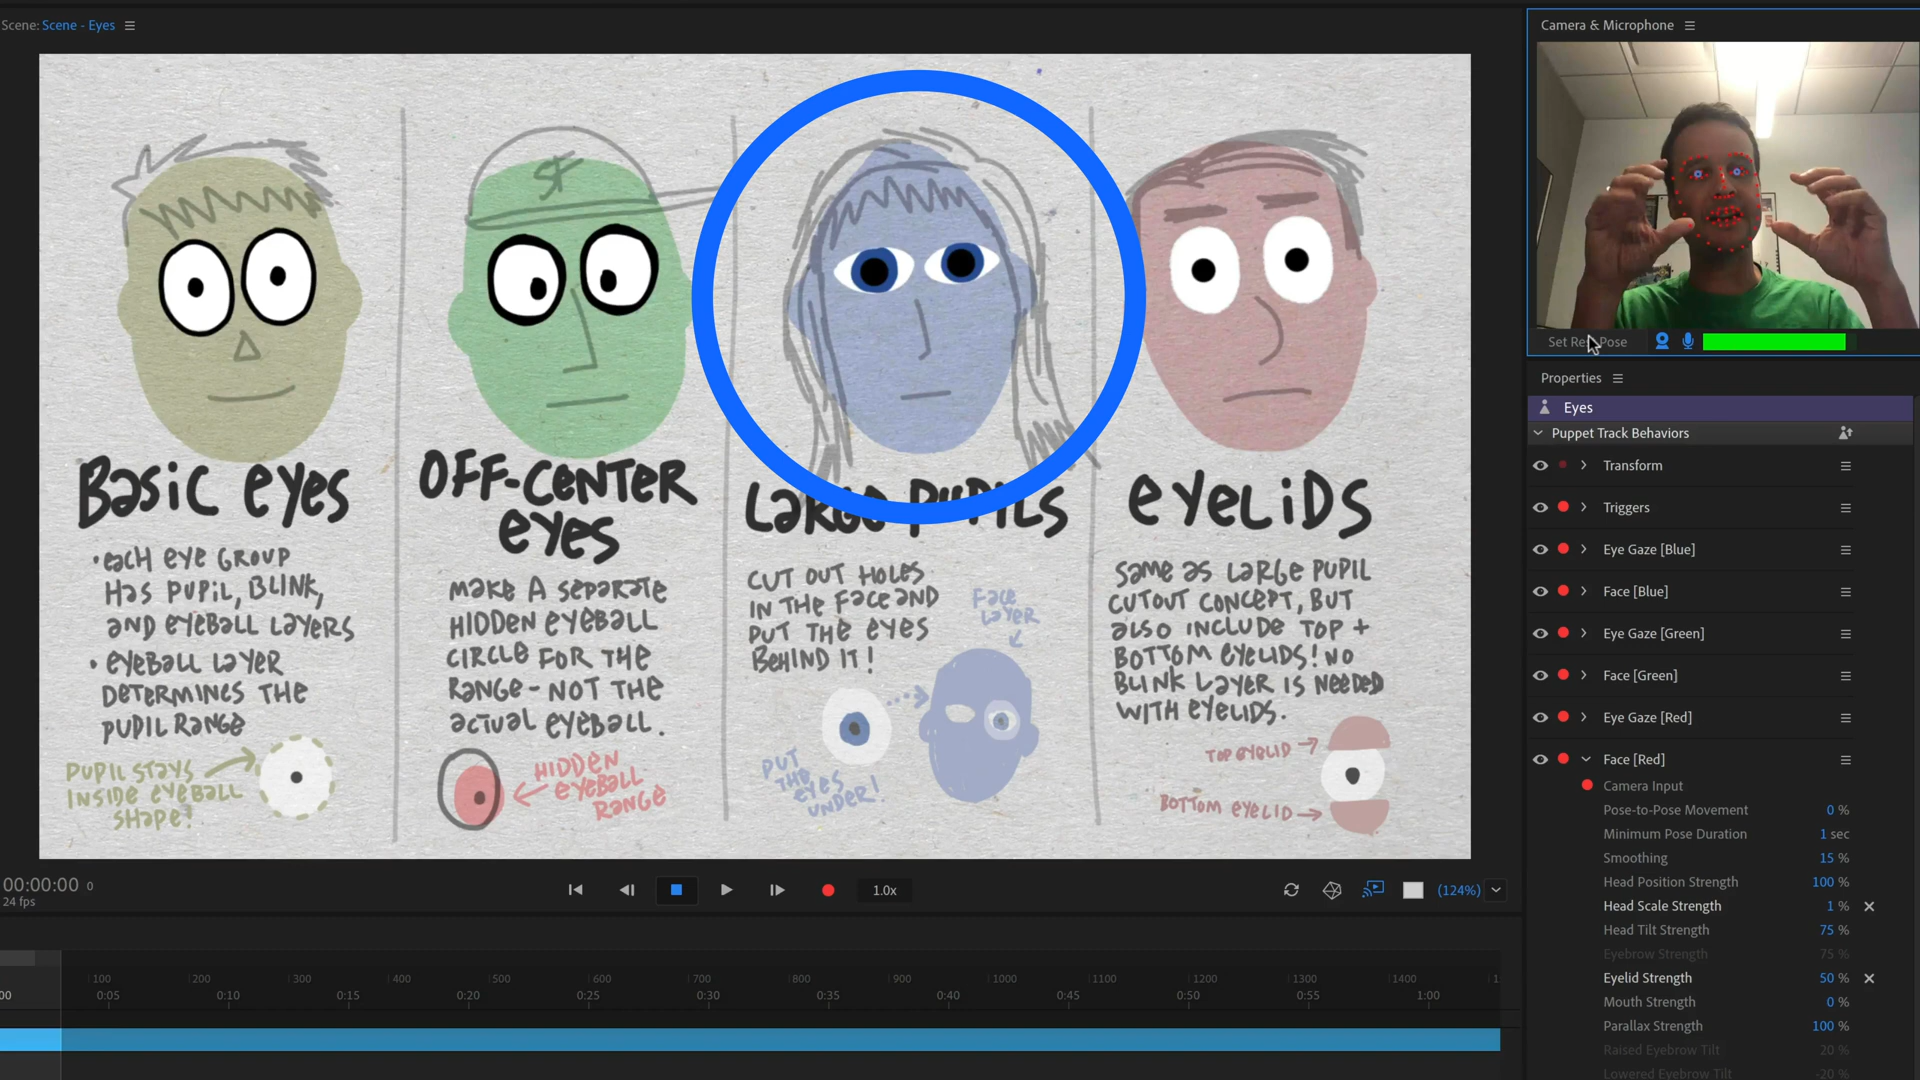 Scene: Scene - Eyes
Camera & Microphone
SF
Basic eyes
• each eye group
has pupil, blink,
and eyeball layers
• eyeball layer
determines the
pupil range
pupil stays
inside eyeball
shape!
OFF-CENTER
eyes
make a separate
hidden eyeball
circle for the
range - not the
actual eyeball.
hidden
eyeball
range
Large pupils
cut out holes
in the face and
put the eyes
behind it!
face
layer
put
the
eyes
under!
eyelids
same as large pupil
cutout concept, but
also include top +
bottom eyelids! no
blink layer is needed
with eyelids.
top eyelid
bottom eyelid
Set Rest Pose
Properties
Eyes
Puppet Track Behaviors
Transform
Triggers
Eye Gaze [Blue]
Face [Blue]
Eye Gaze [Green]
Face [Green]
Eye Gaze [Red]
Face [Red]
Camera Input
Pose-to-Pose Movement 0 %
Minimum Pose Duration 1 sec
Smoothing 15 %
Head Position Strength 100 %
Head Scale Strength 1 %
Head Tilt Strength 75 %
Eyebrow Strength 75 %
Eyelid Strength 50 %
Mouth Strength 0 %
Parallax Strength 100 %
Raised Eyebrow Tilt 20 %
Lowered Eyebrow Tilt -20 %
00:00:00 0
24 fps
1.0x
(124%)
100 200 300 400 500 600 700 800 900 1000 1100 1200 1300 1400
0:05 0:10 0:15 0:20 0:25 0:30 0:35 0:40 0:45 0:50 0:55 1:00